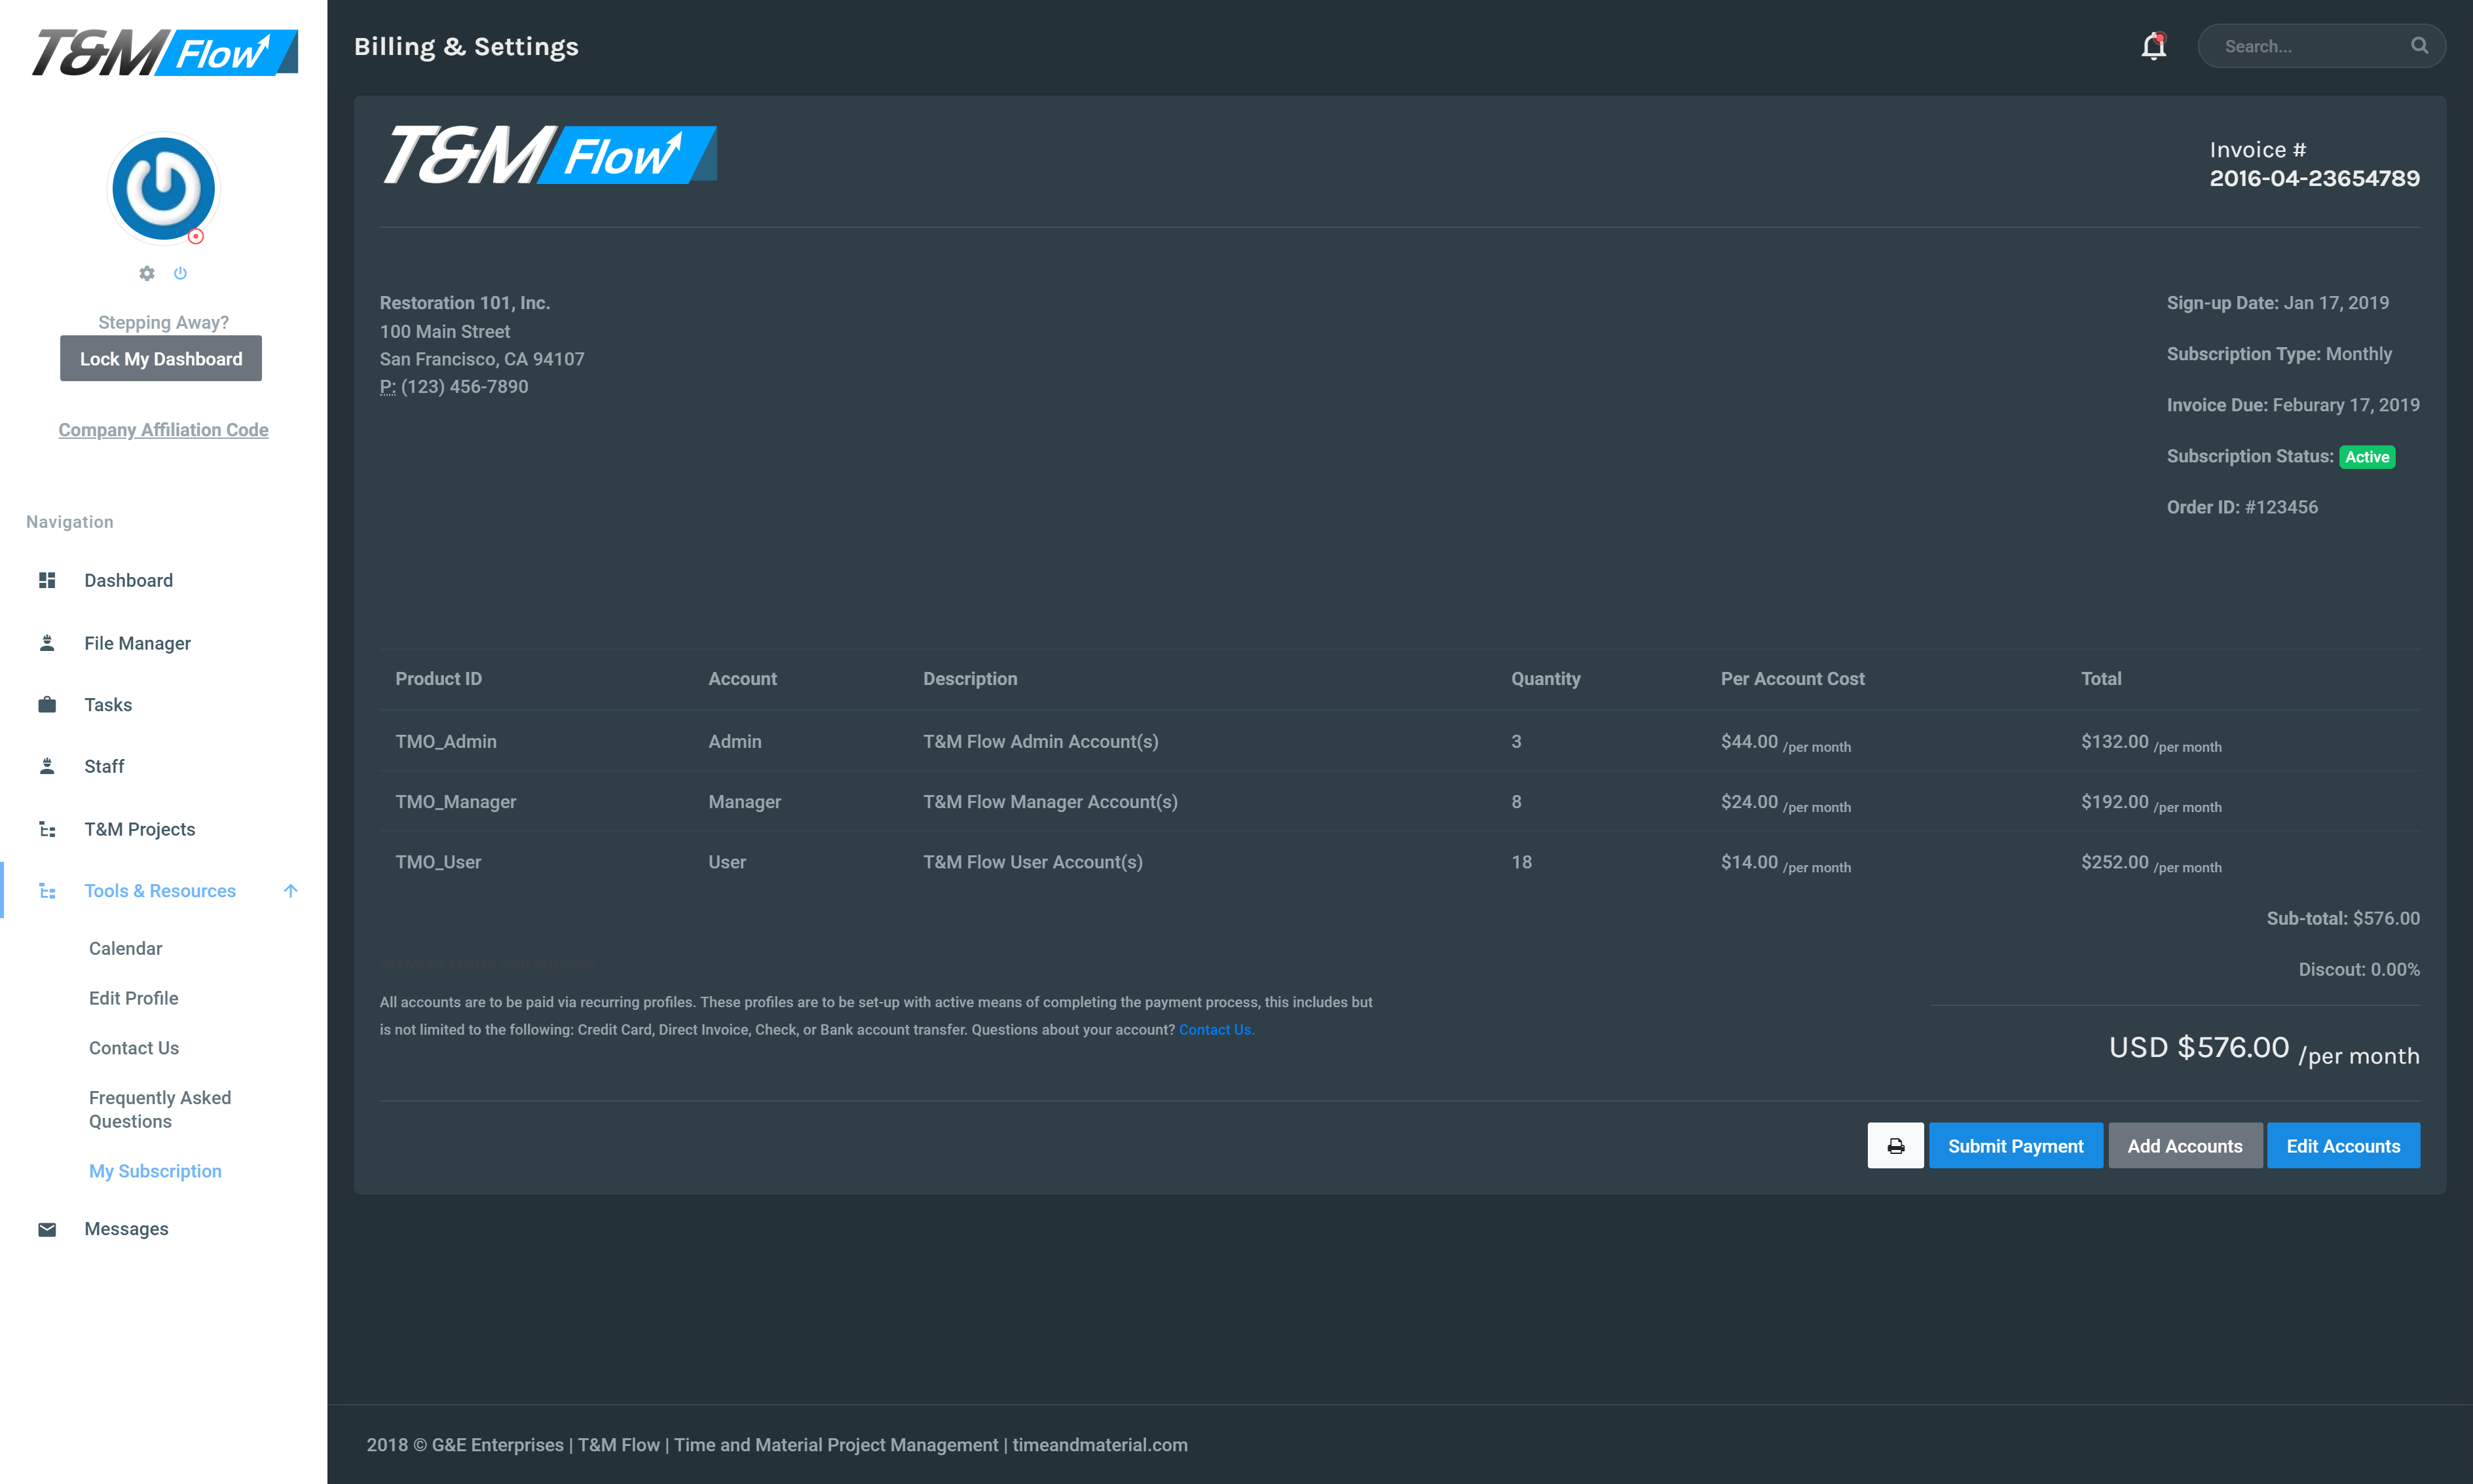 T&M Flow
Billing & Settings
Search...
T&M Flow
Invoice #
2016-04-23654789
Stepping Away?
Lock My Dashboard
Company Affiliation Code
Navigation
Dashboard
File Manager
Tasks
Staff
T&M Projects
Tools & Resources
Calendar
Edit Profile
Contact Us
Frequently Asked
Questions
My Subscription
Messages
Restoration 101, Inc.
100 Main Street
San Francisco, CA 94107
P: (123) 456-7890
Sign-up Date: Jan 17, 2019
Subscription Type: Monthly
Invoice Due: Feburary 17, 2019
Subscription Status: Active
Order ID: #123456
Product ID Account Description Quantity Per Account Cost Total
TMO_Admin Admin T&M Flow Admin Account(s) 3 $44.00 /per month $132.00 /per month
TMO_Manager Manager T&M Flow Manager Account(s) 8 $24.00 /per month $192.00 /per month
TMO_User User T&M Flow User Account(s) 18 $14.00 /per month $252.00 /per month
Sub-total: $576.00
Discout: 0.00%
All accounts are to be paid via recurring profiles. These profiles are to be set-up with active means of completing the payment process, this includes but
is not limited to the following: Credit Card, Direct Invoice, Check, or Bank account transfer. Questions about your account? Contact Us.
USD $576.00 /per month
Submit Payment
Add Accounts
Edit Accounts
2018 © G&E Enterprises | T&M Flow | Time and Material Project Management | timeandmaterial.com